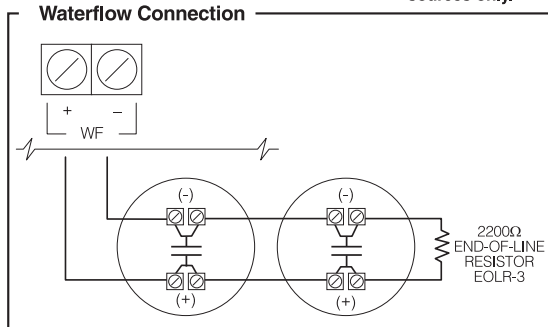 sources only.
Waterflow Connection
+ –
WF
(-) (-)
2200Ω
END-OF-LINE
RESISTOR
EOLR-3
(+) (+)